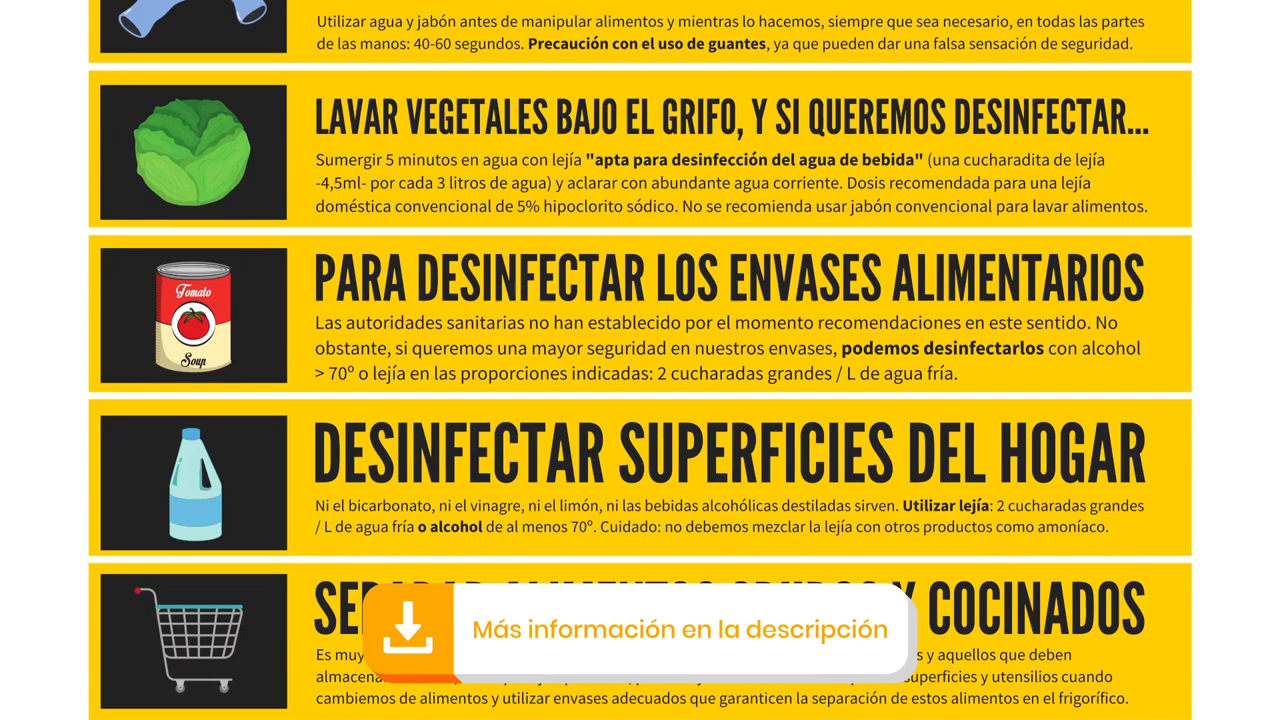 Utilizar agua y jabón antes de manipular alimentos y mientras lo hacemos, siempre que sea necesario, en todas las partes
de las manos: 40-60 segundos. Precaución con el uso de guantes, ya que pueden dar una falsa sensación de seguridad.
LAVAR VEGETALES BAJO EL GRIFO, Y SI QUEREMOS DESINFECTAR...
Sumergir 5 minutos en agua con lejía "apta para desinfección del agua de bebida" (una cucharadita de lejía
-4,5ml- por cada 3 litros de agua) y aclarar con abundante agua corriente. Dosis recomendada para una lejía
doméstica convencional de 5% hipoclorito sódico. No se recomienda usar jabón convencional para lavar alimentos.
Tomato
Soup
PARA DESINFECTAR LOS ENVASES ALIMENTARIOS
Las autoridades sanitarias no han establecido por el momento recomendaciones en este sentido. No
obstante, si queremos una mayor seguridad en nuestros envases, podemos desinfectarlos con alcohol
> 70º o lejía en las proporciones indicadas: 2 cucharadas grandes / L de agua fría.
DESINFECTAR SUPERFICIES DEL HOGAR
Ni el bicarbonato, ni el vinagre, ni el limón, ni las bebidas alcohólicas destiladas sirven. Utilizar lejía: 2 cucharadas grandes
/ L de agua fría o alcohol de al menos 70º. Cuidado: no debemos mezclar la lejía con otros productos como amoníaco.
Y COCINADOS
Más información en la descripción
Es muy y aquellos que deben
superficies y utensilios cuando
cambiemos de alimentos y utilizar envases adecuados que garanticen la separación de estos alimentos en el frigorífico.